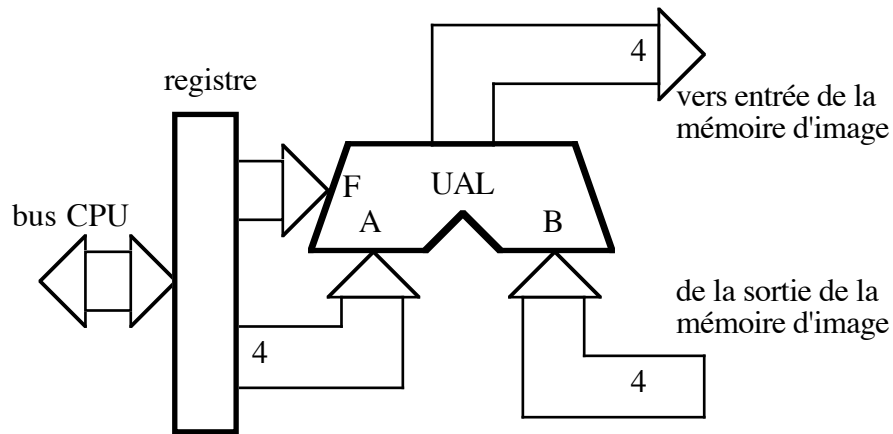 4
registre
vers entrée de la
mémoire d'image
F
UAL
bus CPU
A
B
de la sortie de la
mémoire d'image
4
4